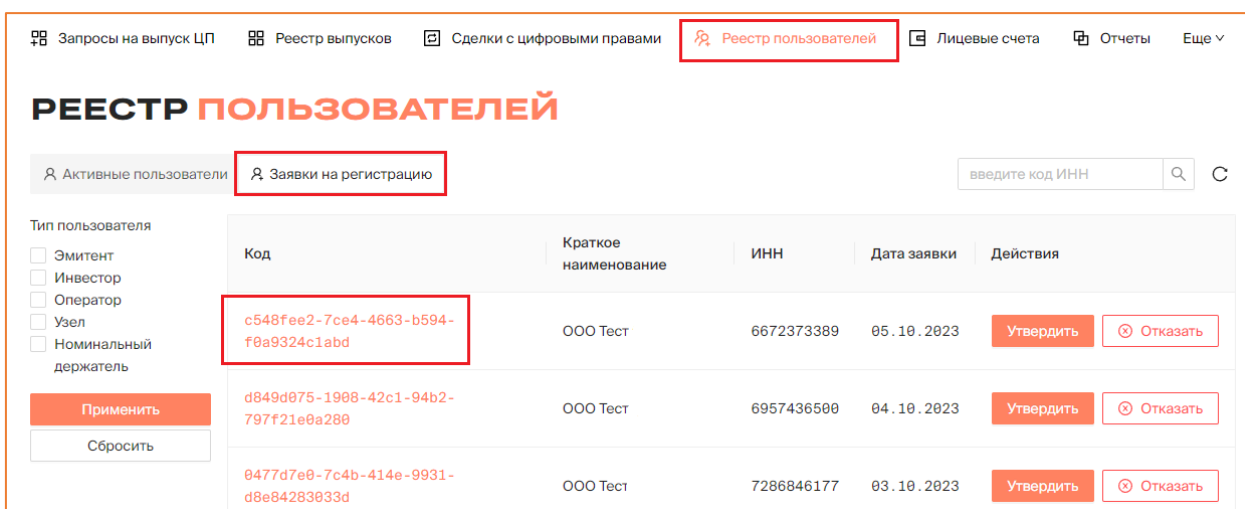 Запросы на выпуск ЦП Реестр выпусков Сделки с цифровыми правами Реестр пользователей Лицевые счета Отчеты Еще
РЕЕСТР ПОЛЬЗОВАТЕЛЕЙ
Активные пользователи Заявки на регистрацию введите код ИНН
Тип пользователя
Эмитент
Инвестор
Оператор
Узел
Номинальный
держатель
Применить
Сбросить
Код Краткое наименование ИНН Дата заявки Действия
c548fee2-7ce4-4663-b594-
f0a9324c1abd
ООО Тест 6672373389 05.10.2023 Утвердить Отказать
d849d075-1908-42c1-94b2-
797f21e0a280
ООО Тест 6957436500 04.10.2023 Утвердить Отказать
0477d7e0-7c4b-414e-9931-
d8e84283033d
ООО Тест 7286846177 03.10.2023 Утвердить Отказать